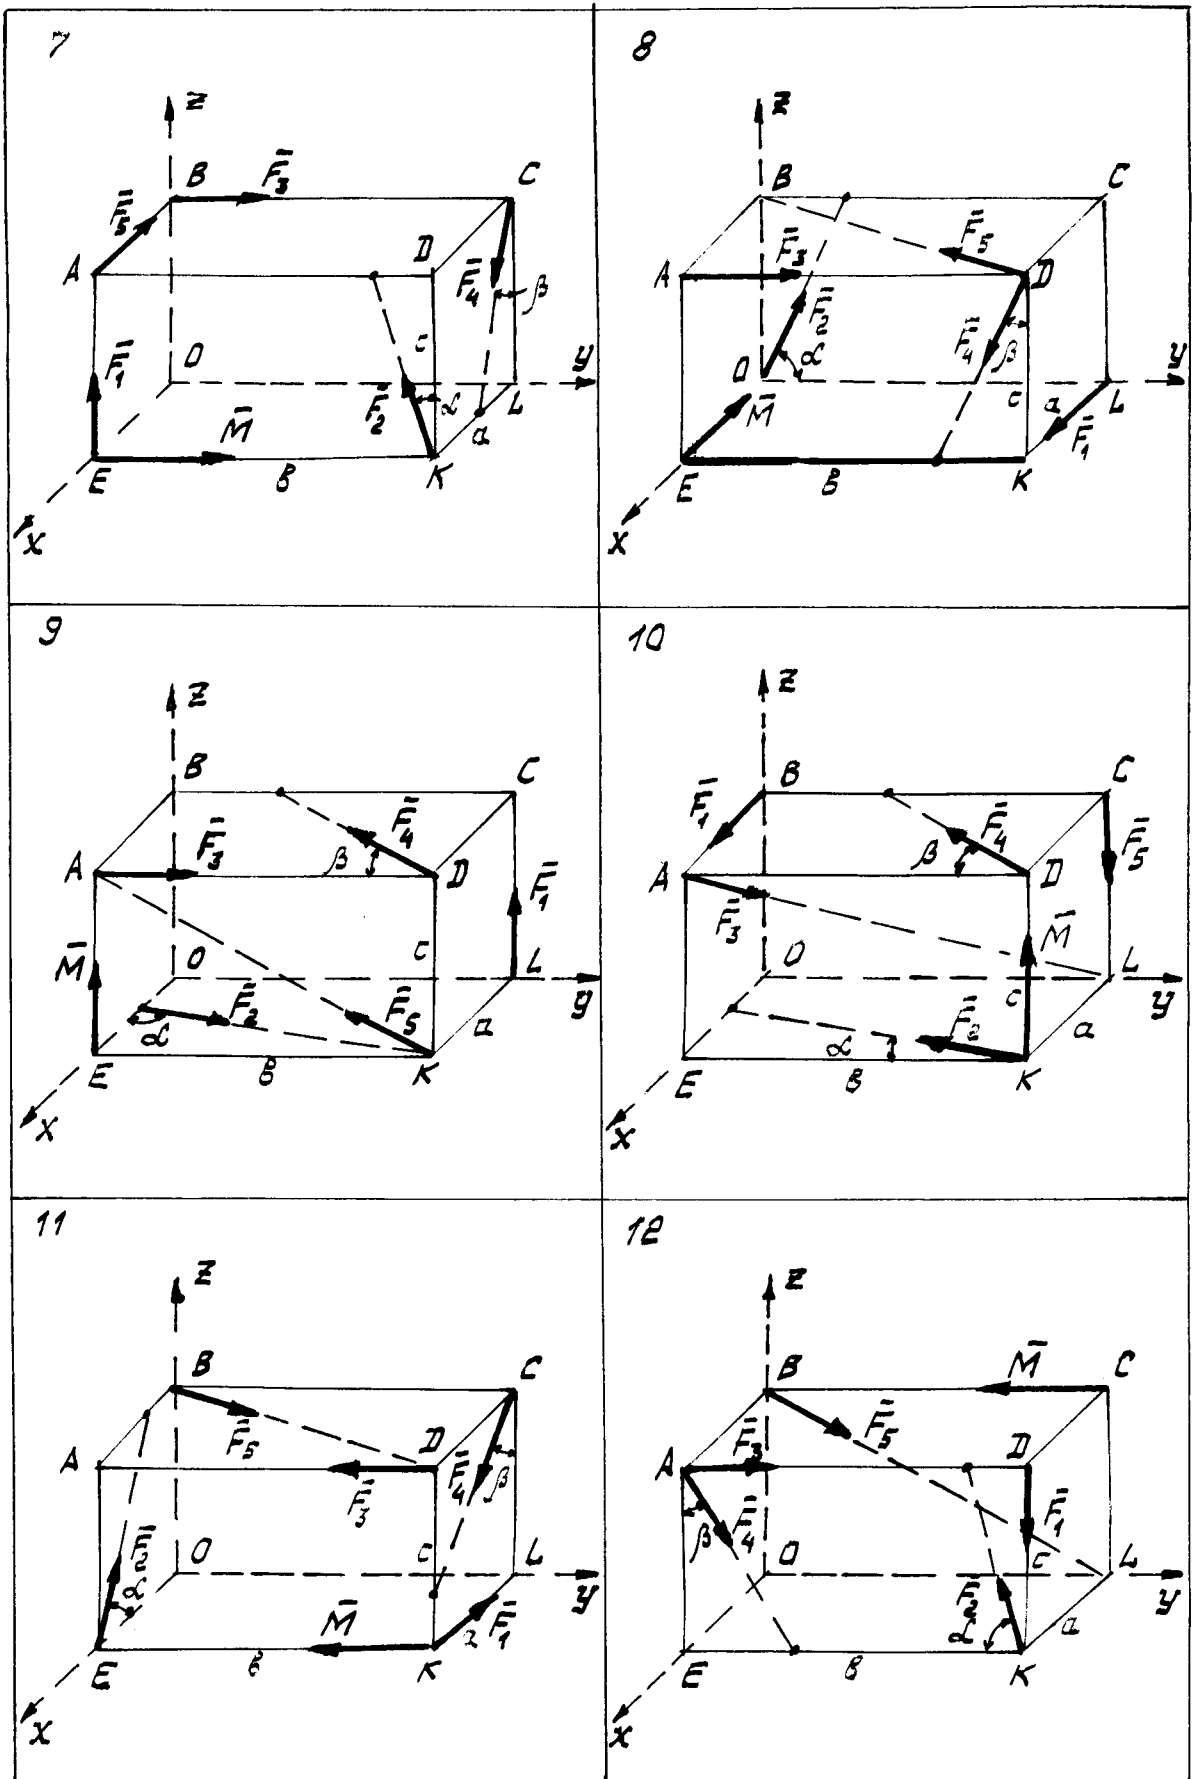 7
z
B
F̄₃
C
F̄₅
A
D
F̄₄
β
c
O
y
F̄₁
F̄₂
α
L
M̄
a
E
в
K
x
8
z
B
C
F̄₅
F̄₃
A
D
F̄₂
F̄₄
β
α
O
y
c
a
L
M̄
F̄₁
E
в
K
x
9
z
B
C
F̄₄
F̄₃
β
A
D
F̄₁
M̄
O
c
L
y
F̄₂
F̄₅
a
α
E
в
K
x
10
z
B
C
F̄₁
F̄₄
β
F̄₅
A
D
F̄₃
M̄
O
L
c
y
F̄₂
a
α
E
в
K
x
11
z
B
C
F̄₅
D
A
F̄₄
β
F̄₃
F̄₂
O
c
L
y
α
M̄
a
F̄₁
E
в
K
x
12
z
M̄
B
C
F̄₅
F̄₃
D
A
F̄₄
F̄₁
β
O
c
L
y
F̄₂
α
a
E
в
K
x